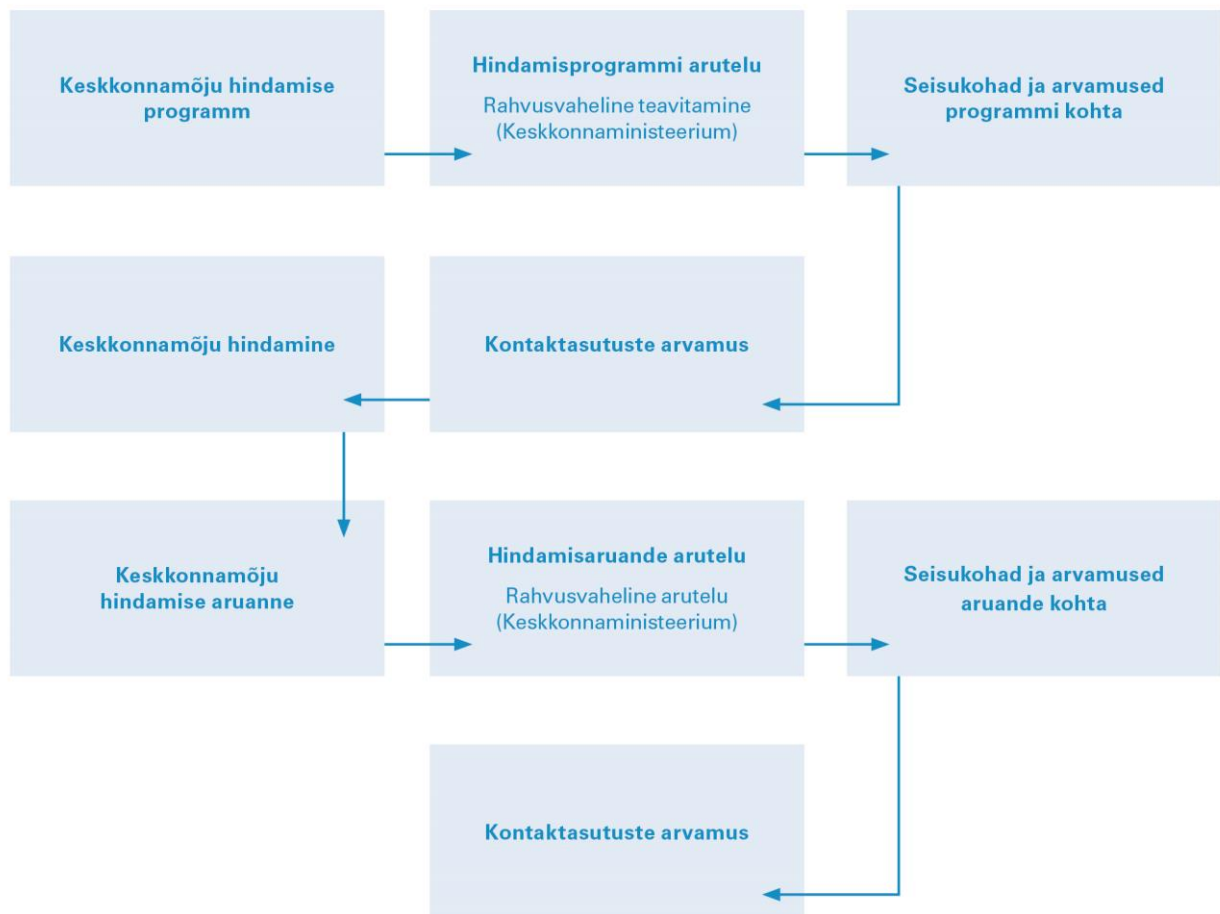 Keskkonnamõju hindamise
programm
Hindamisprogrammi arutelu
Rahvusvaheline teavitamine
(Keskkonnaministeerium)
Seisukohad ja arvamused
programmi kohta
Keskkonnamõju hindamine
Kontaktasutuste arvamus
Keskkonnamõju
hindamise aruanne
Hindamisaruande arutelu
Rahvusvaheline arutelu
(Keskkonnaministeerium)
Seisukohad ja arvamused
aruande kohta
Kontaktasutuste arvamus